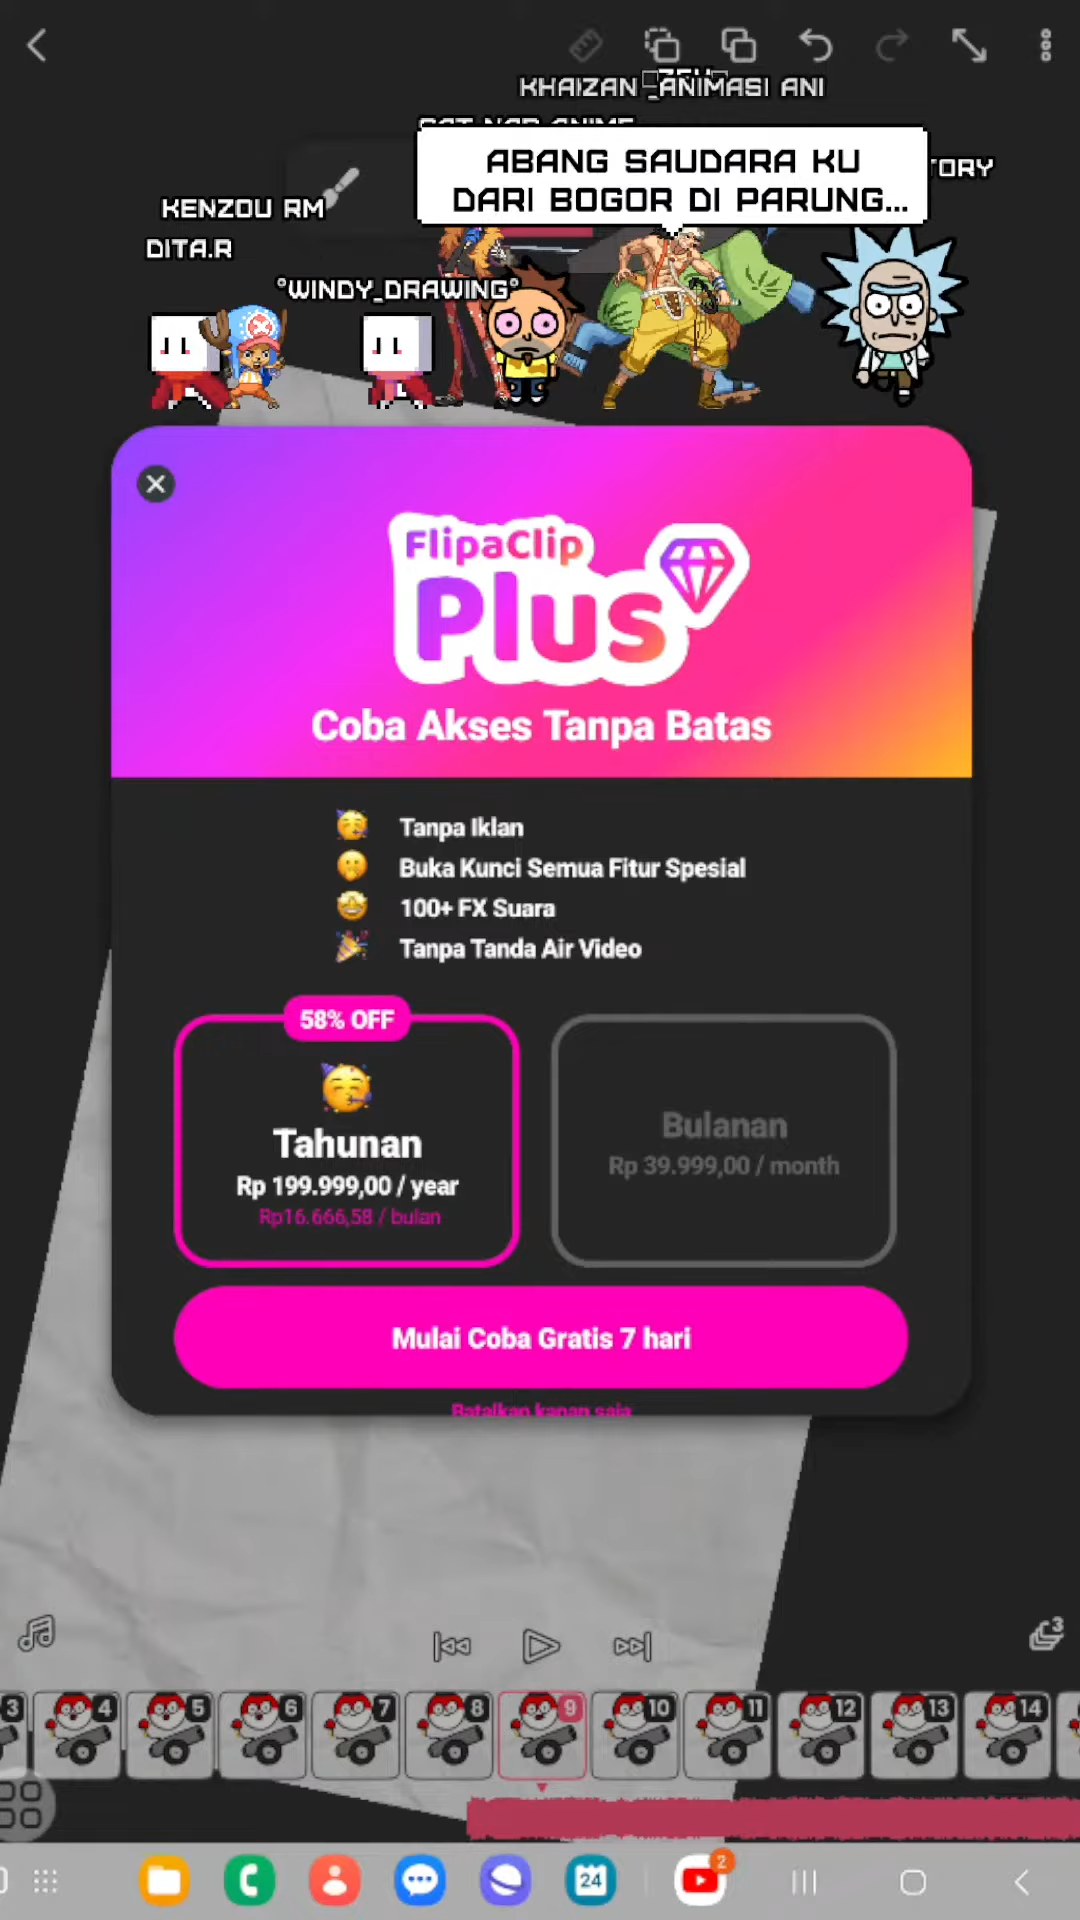 KHAIZAN _ANIMASI ANI
ABANG SAUDARA KU
DARI BOGOR DI PARUNG...
TORY
KENZOU RM
DITA.R
°WINDY_DRAWING°
FlipaClip
Plus
Coba Akses Tanpa Batas
Tanpa Iklan
Buka Kunci Semua Fitur Spesial
100+ FX Suara
Tanpa Tanda Air Video
58% OFF
Tahunan
Rp 199.999,00 / year
Rp16.666,58 / bulan
Bulanan
Rp 39.999,00 / month
Mulai Coba Gratis 7 hari
Batalkan kapan saja
3
3 4 5 6 7 8 9 10 11 12 13 14
24
2